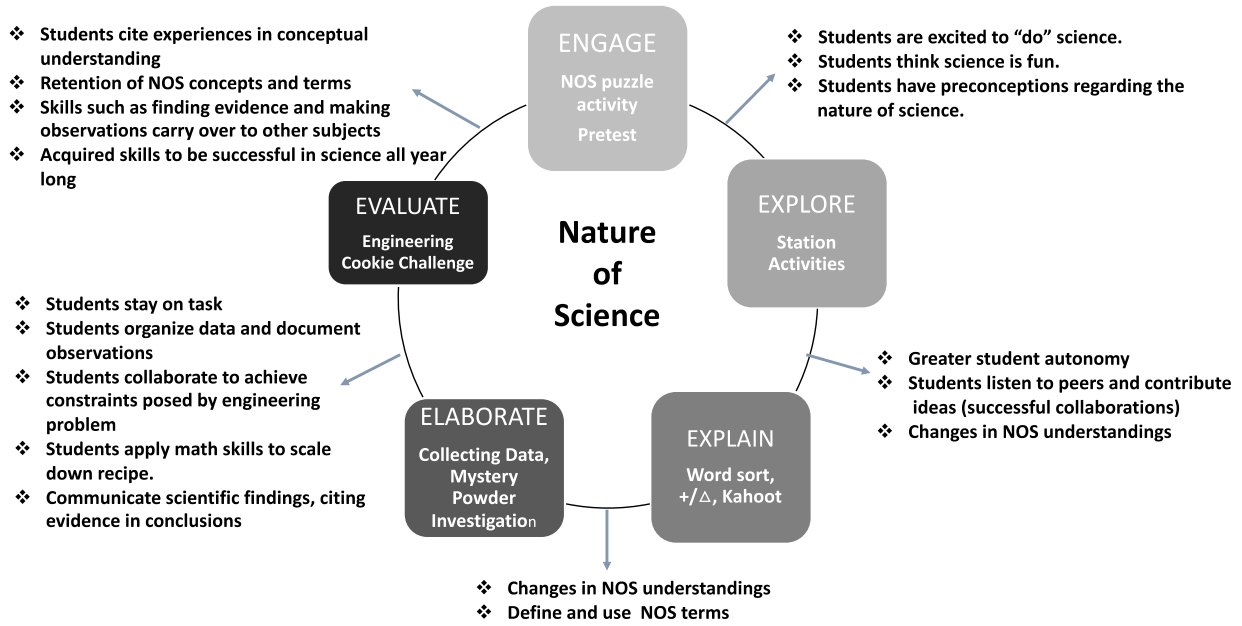 ❖ Students cite experiences in conceptual
understanding
❖ Retention of NOS concepts and terms
❖ Skills such as finding evidence and making
observations carry over to other subjects
❖ Acquired skills to be successful in science all year
long
ENGAGE
NOS puzzle
activity
Pretest
❖ Students are excited to “do” science.
❖ Students think science is fun.
❖ Students have preconceptions regarding the
nature of science.
EVALUATE
Engineering
Cookie Challenge
Nature
of
Science
EXPLORE
Station
Activities
❖ Students stay on task
❖ Students organize data and document
observations
❖ Students collaborate to achieve
constraints posed by engineering
problem
❖ Students apply math skills to scale
down recipe.
❖ Communicate scientific findings, citing
evidence in conclusions
ELABORATE
Collecting Data,
Mystery
Powder
Investigation
EXPLAIN
Word sort,
+/△, Kahoot
❖ Greater student autonomy
❖ Students listen to peers and contribute
ideas (successful collaborations)
❖ Changes in NOS understandings
❖ Changes in NOS understandings
❖ Define and use NOS terms